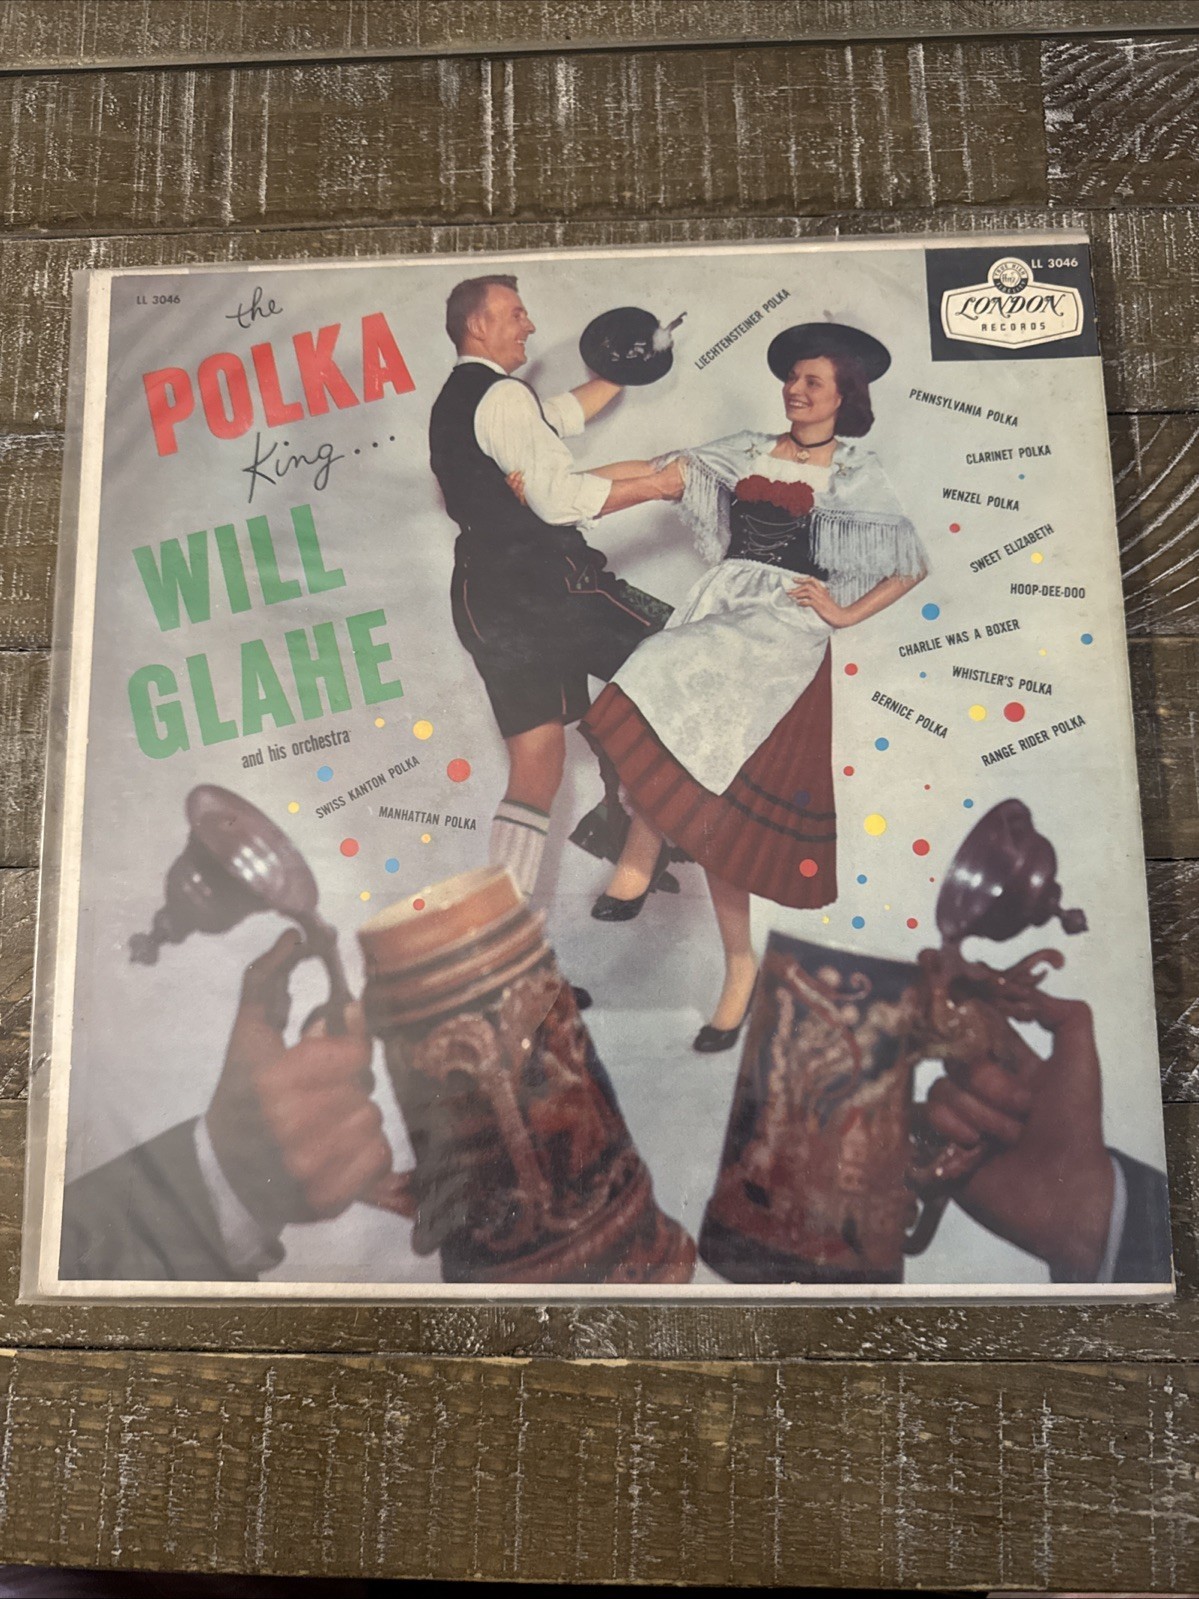 LL 3046
the
POLKA
King...
WILL
GLAHE
and his orchestra
SWISS KANTON POLKA
MANHATTAN POLKA
LIECHTENSTEINER POLKA
LL 3046
LONDON
RECORDS
PENNSYLVANIA POLKA
CLARINET POLKA
WENZEL POLKA
SWEET ELIZABETH
HOOP-DEE-DOO
CHARLIE WAS A BOXER
WHISTLER'S POLKA
BERNICE POLKA
RANGE RIDER POLKA